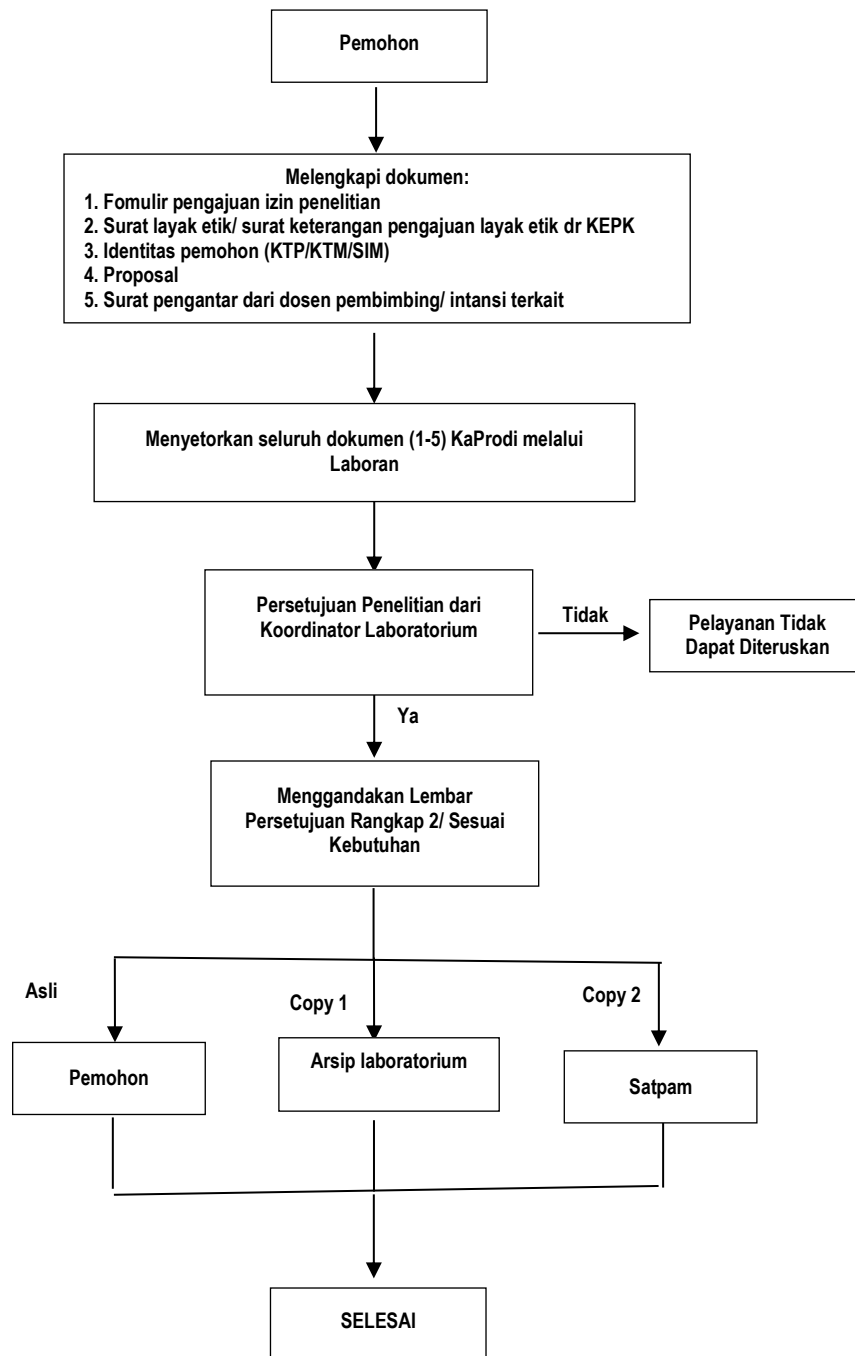 Pemohon
Melengkapi dokumen:
1. Fomulir pengajuan izin penelitian
2. Surat layak etik/ surat keterangan pengajuan layak etik dr KEPK
3. Identitas pemohon (KTP/KTM/SIM)
4. Proposal
5. Surat pengantar dari dosen pembimbing/ intansi terkait
Menyetorkan seluruh dokumen (1-5) KaProdi melalui
Laboran
Persetujuan Penelitian dari
Koordinator Laboratorium
Tidak
Pelayanan Tidak
Dapat Diteruskan
Ya
Menggandakan Lembar
Persetujuan Rangkap 2/ Sesuai
Kebutuhan
Asli
Copy 1
Copy 2
Pemohon
Arsip laboratorium
Satpam
SELESAI